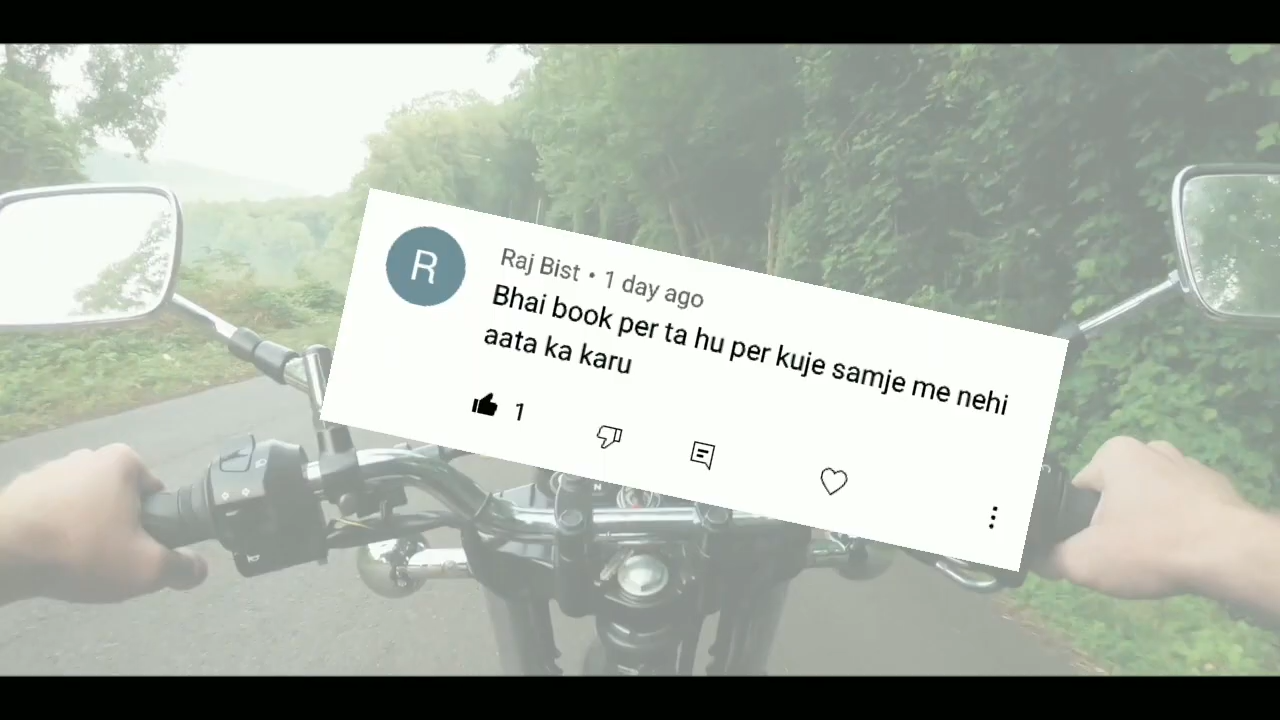 R
Raj Bist • 1 day ago
Bhai book per ta hu per kuje samje me nehi
aata ka karu
1
N